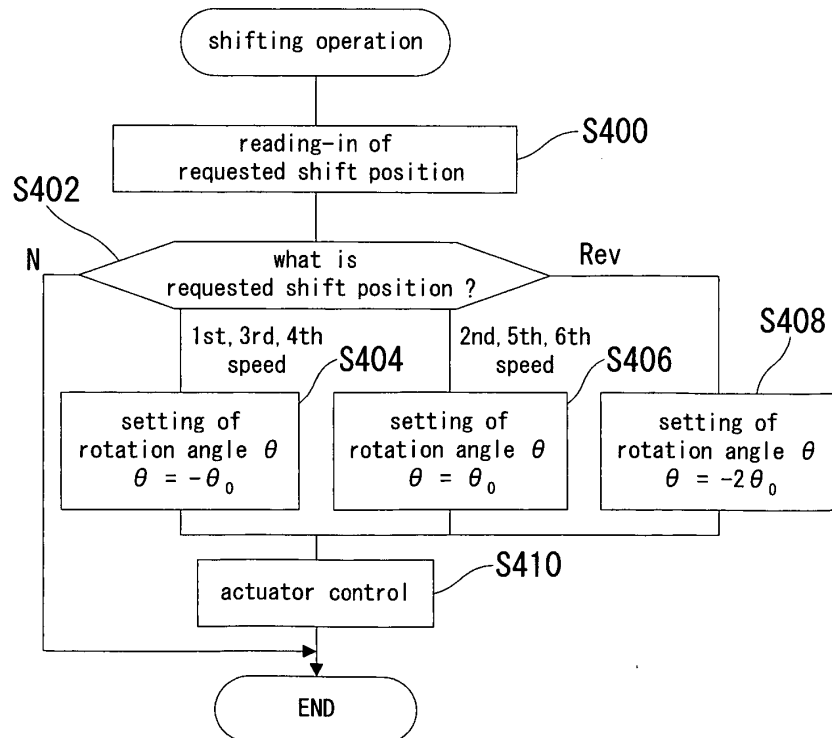 shifting operation
S400
reading-in of
requested shift position
S402
N
what is
requested shift position ?
Rev
1st, 3rd, 4th
speed
S404
2nd, 5th, 6th
speed
S406
S408
setting of
rotation angle θ
θ = -θ₀
setting of
rotation angle θ
θ = θ₀
setting of
rotation angle θ
θ = -2θ₀
S410
actuator control
END